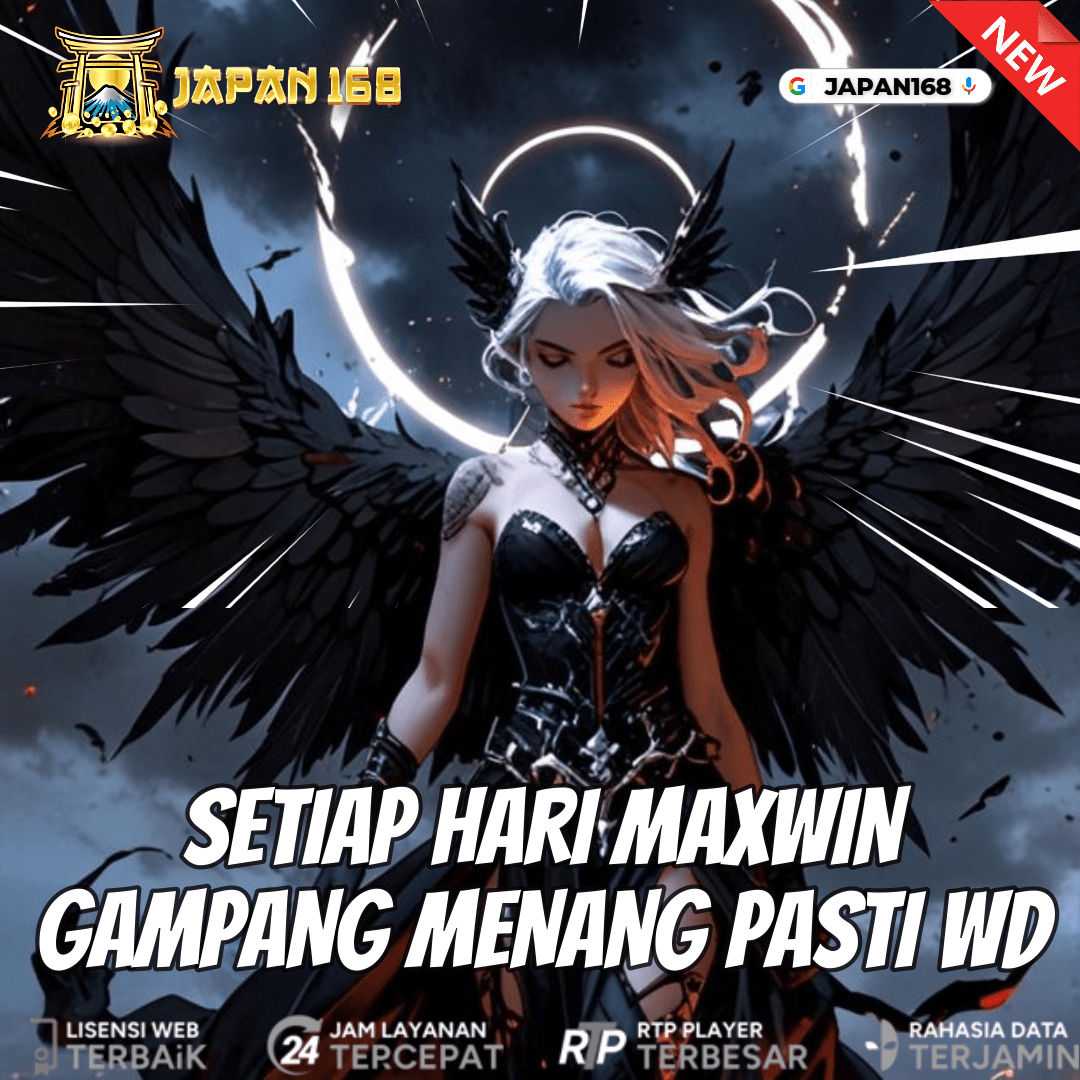 JAPAN 168
G JAPAN168
NEW
SETIAP HARI MAXWIN
GAMPANG MENANG PASTI WD
LISENSI WEB
TERBAiK
24
JAM LAYANAN
TERCEPAT
RTP
RTP PLAYER
TERBESAR
RAHASIA DATA
TERJAMIN